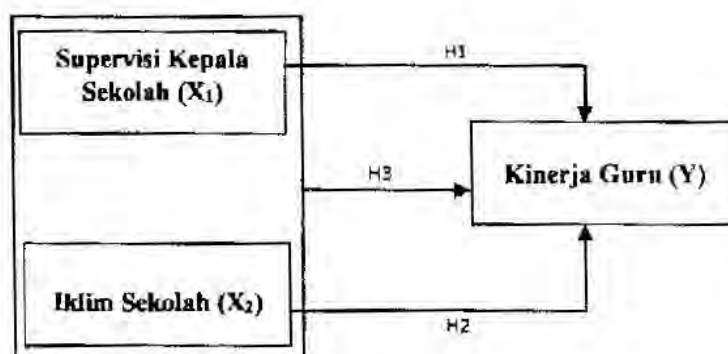 Supervisi Kepala
Sekolah (X₁)
H1
Kinerja Guru (Y)
H3
Iklim Sekolah (X₂)
H2